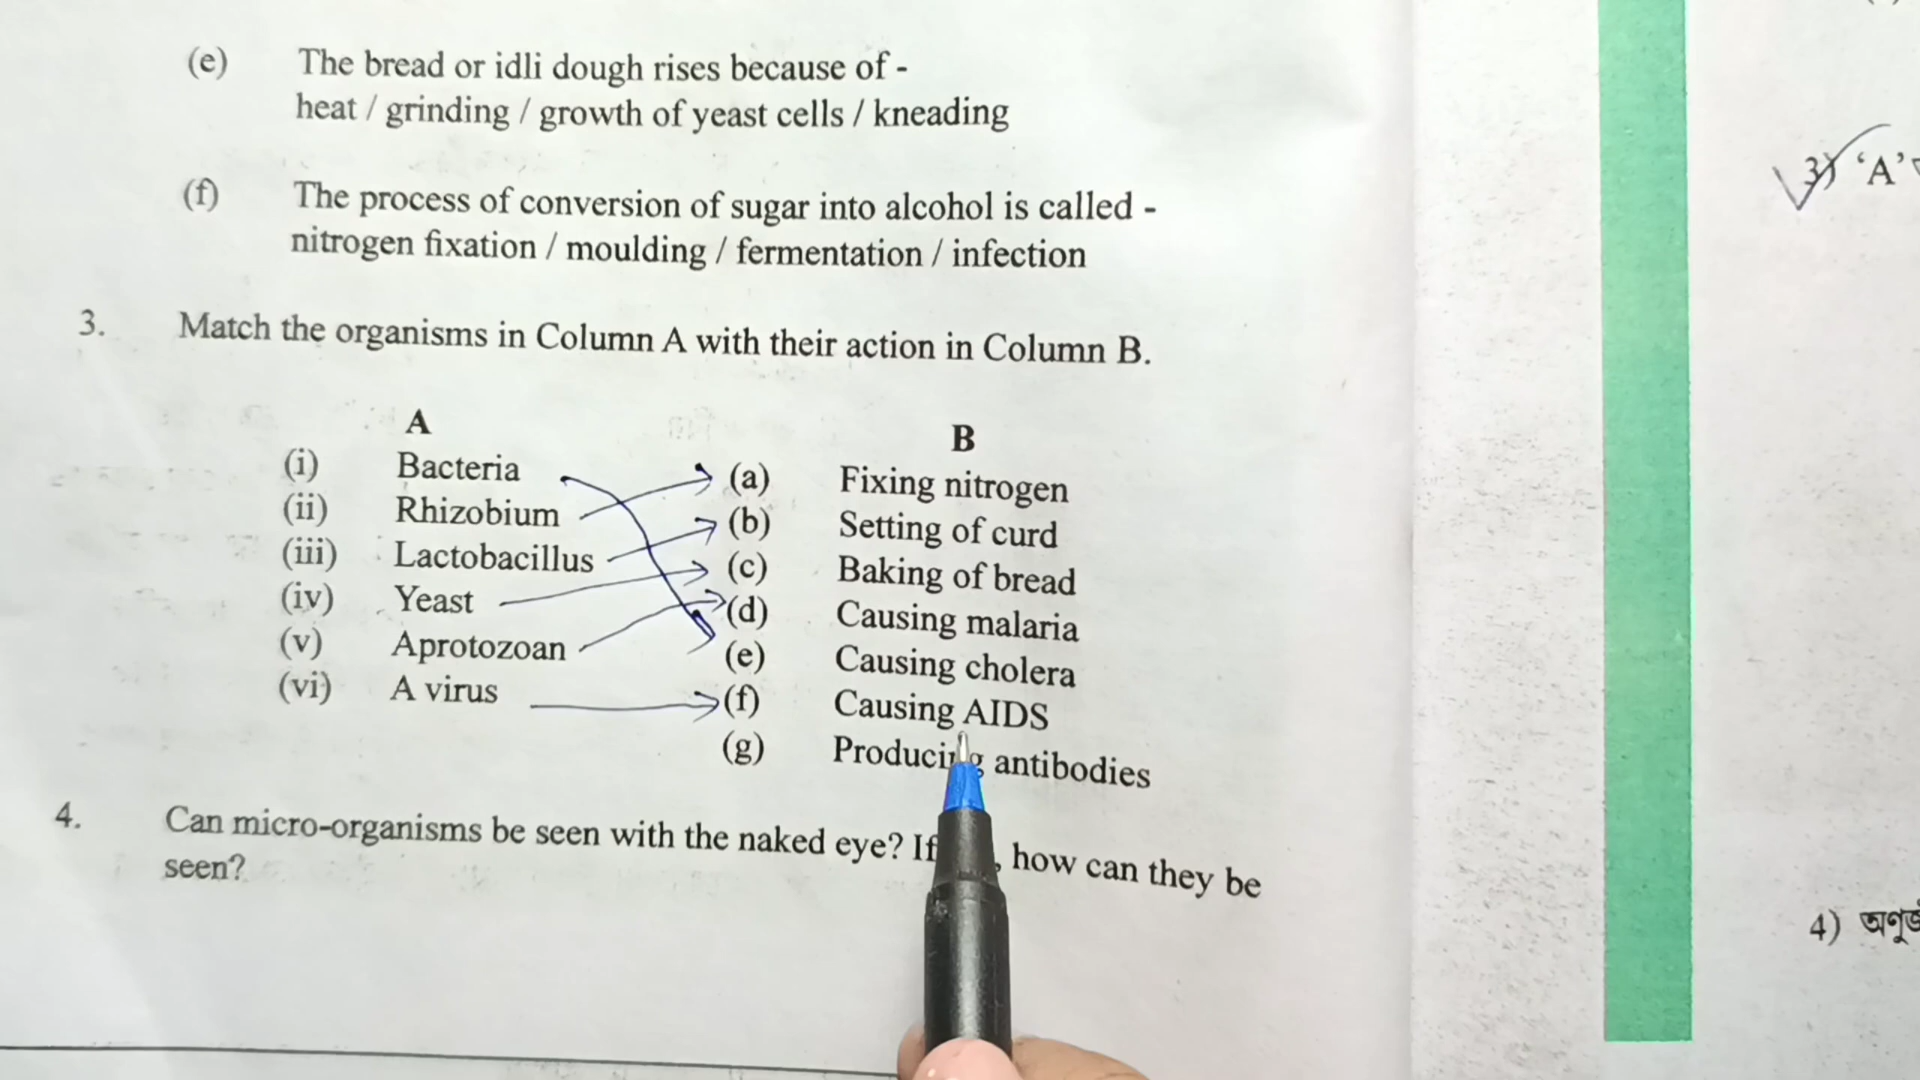 (e) The bread or idli dough rises because of -
heat / grinding / growth of yeast cells / kneading
(f) The process of conversion of sugar into alcohol is called -
nitrogen fixation / moulding / fermentation / infection
3. Match the organisms in Column A with their action in Column B.
A B
(i) Bacteria (a) Fixing nitrogen
(ii) Rhizobium (b) Setting of curd
(iii) Lactobacillus (c) Baking of bread
(iv) Yeast (d) Causing malaria
(v) Aprotozoan (e) Causing cholera
(vi) A virus (f) Causing AIDS
(g) Producing antibodies
4. Can micro-organisms be seen with the naked eye? If , how can they be
seen?
3) 'A'
4)